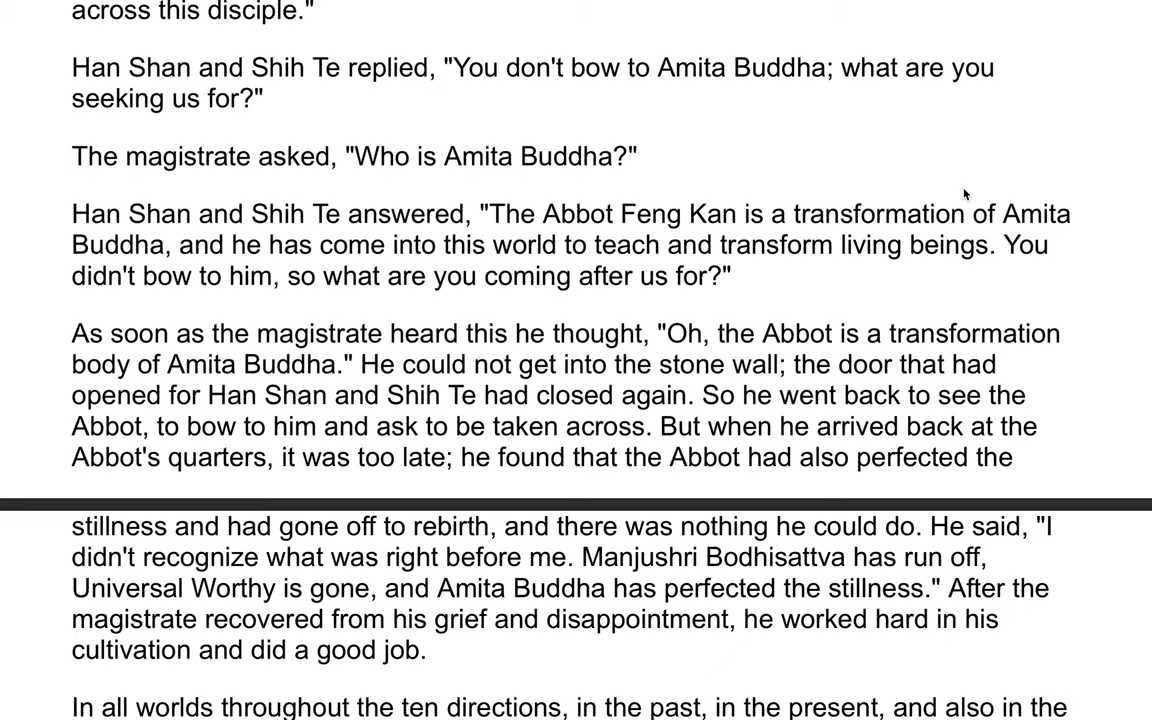 across this disciple."
Han Shan and Shih Te replied, "You don't bow to Amita Buddha; what are you
seeking us for?"
The magistrate asked, "Who is Amita Buddha?"
Han Shan and Shih Te answered, "The Abbot Feng Kan is a transformation of Amita
Buddha, and he has come into this world to teach and transform living beings. You
didn't bow to him, so what are you coming after us for?"
As soon as the magistrate heard this he thought, "Oh, the Abbot is a transformation
body of Amita Buddha." He could not get into the stone wall; the door that had
opened for Han Shan and Shih Te had closed again. So he went back to see the
Abbot, to bow to him and ask to be taken across. But when he arrived back at the
Abbot's quarters, it was too late; he found that the Abbot had also perfected the
stillness and had gone off to rebirth, and there was nothing he could do. He said, "I
didn't recognize what was right before me. Manjushri Bodhisattva has run off,
Universal Worthy is gone, and Amita Buddha has perfected the stillness." After the
magistrate recovered from his grief and disappointment, he worked hard in his
cultivation and did a good job.
In all worlds throughout the ten directions, in the past, in the present, and also in the